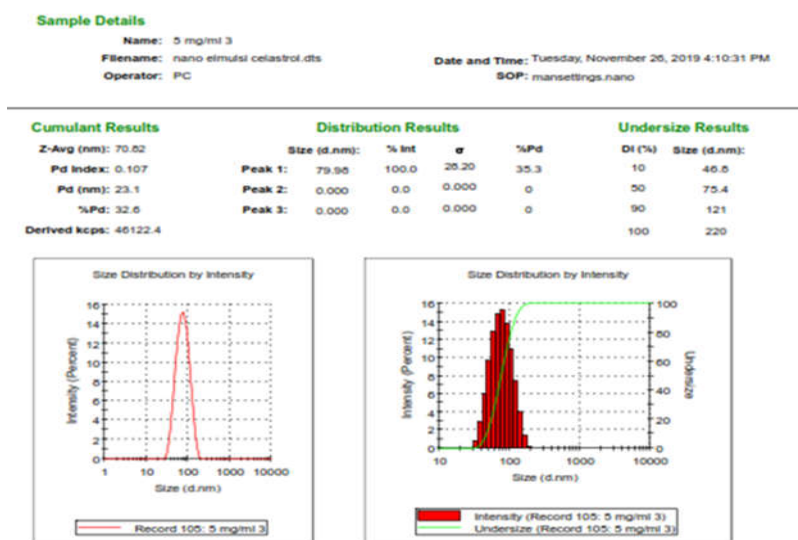 Sample Details
Name: 5 mg/ml 3
Filename: nano elmulsi celastrol.dts
Date and Time: Tuesday, November 26, 2019 4:10:31 PM
Operator: PC
SOP: mansettings.nano
Cumulant Results
Distribution Results
Undersize Results
Z-Avg (nm): 70.82
Size (d.nm): % Int σ %Pd
DI (%) Size (d.nm):
Pd Index: 0.107
Peak 1: 79.98 100.0 28.20 35.3
10 46.8
Pd (nm): 23.1
Peak 2: 0.000 0.0 0.000 0
50 75.4
%Pd: 32.6
Peak 3: 0.000 0.0 0.000 0
90 121
Derived kcps: 46122.4
100 220
Size Distribution by Intensity
Intensity (Percent)
16
14
12
10
8
6
4
2
0
1 10 100 1000 10000
Size (d.nm)
Record 105: 5 mg/ml 3
Size Distribution by Intensity
Intensity (Percent)
16
14
12
10
8
6
4
2
0
100
80
60
40
20
0
Undersize
10 100 1000 10000
Size (d.nm)
Intensity (Record 105: 5 mg/ml 3)
Undersize (Record 105: 5 mg/ml 3)